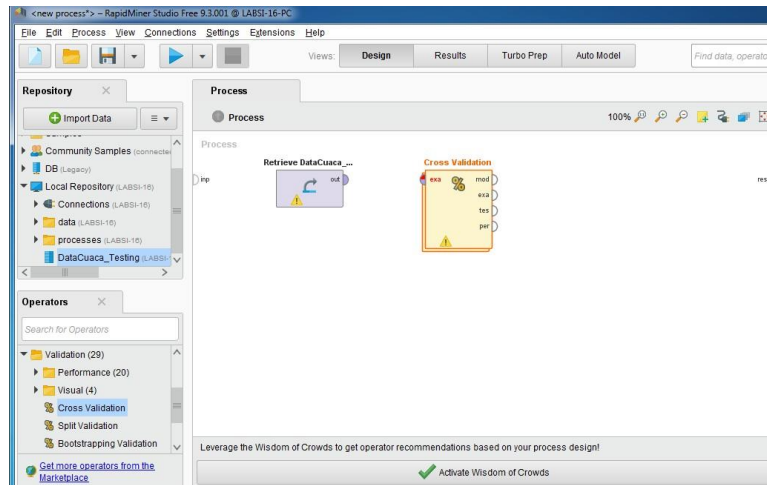 <new process*> – RapidMiner Studio Free 9.3.001 @ LABSI-16-PC
File Edit Process View Connections Settings Extensions Help
Views: Design Results Turbo Prep Auto Model Find data, operato
Repository
Import Data
Community Samples (connecte
DB (Legacy)
Local Repository (LABSI-16)
Connections (LABSI-16)
data (LABSI-16)
processes (LABSI-16)
DataCuaca_Testing (LABSI-
Operators
Search for Operators
Validation (29)
Performance (20)
Visual (4)
Cross Validation
Split Validation
Bootstrapping Validation
Get more operators from the
Marketplace
Process
Process 100%
Process
Retrieve DataCuaca_... Cross Validation
inp out exa mod res
exa
tes
per
Leverage the Wisdom of Crowds to get operator recommendations based on your process design!
Activate Wisdom of Crowds